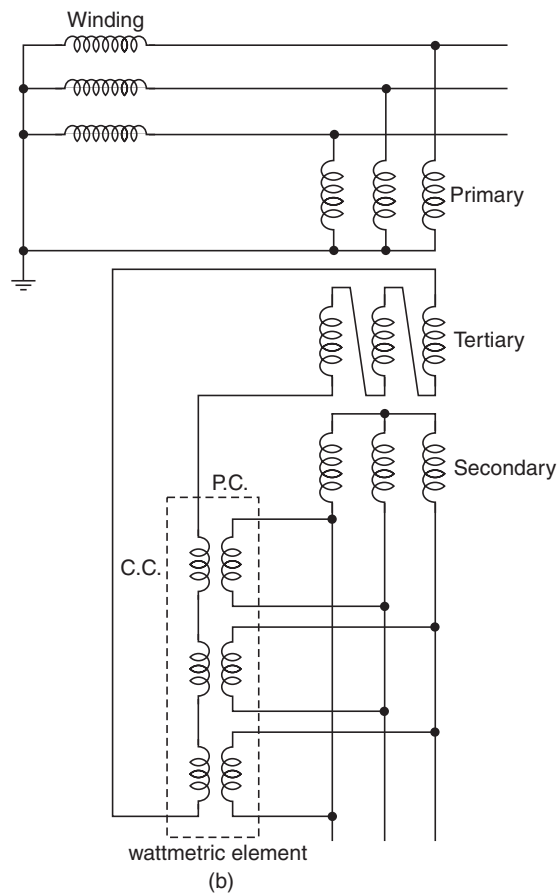 Winding
Primary
Tertiary
Secondary
P.C.
C.C.
wattmetric element
(b)